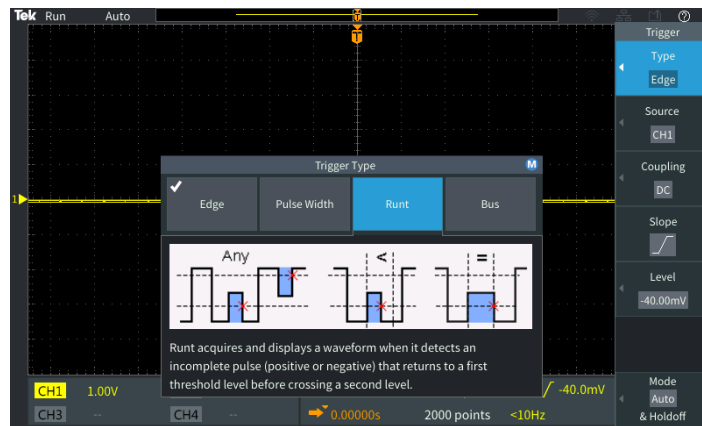 Tek Run Auto
T
T
Trigger
Type
Edge
Source
CH1
Coupling
DC
Slope
Level
-40.00mV
Mode
Auto
& Holdoff
1
Trigger Type
M
Edge
Pulse Width
Runt
Bus
Any
<
=
Runt acquires and displays a waveform when it detects an
incomplete pulse (positive or negative) that returns to a first
threshold level before crossing a second level.
CH1 1.00V
-40.0mV
CH3 -- CH4 -- 0.00000s 2000 points <10Hz